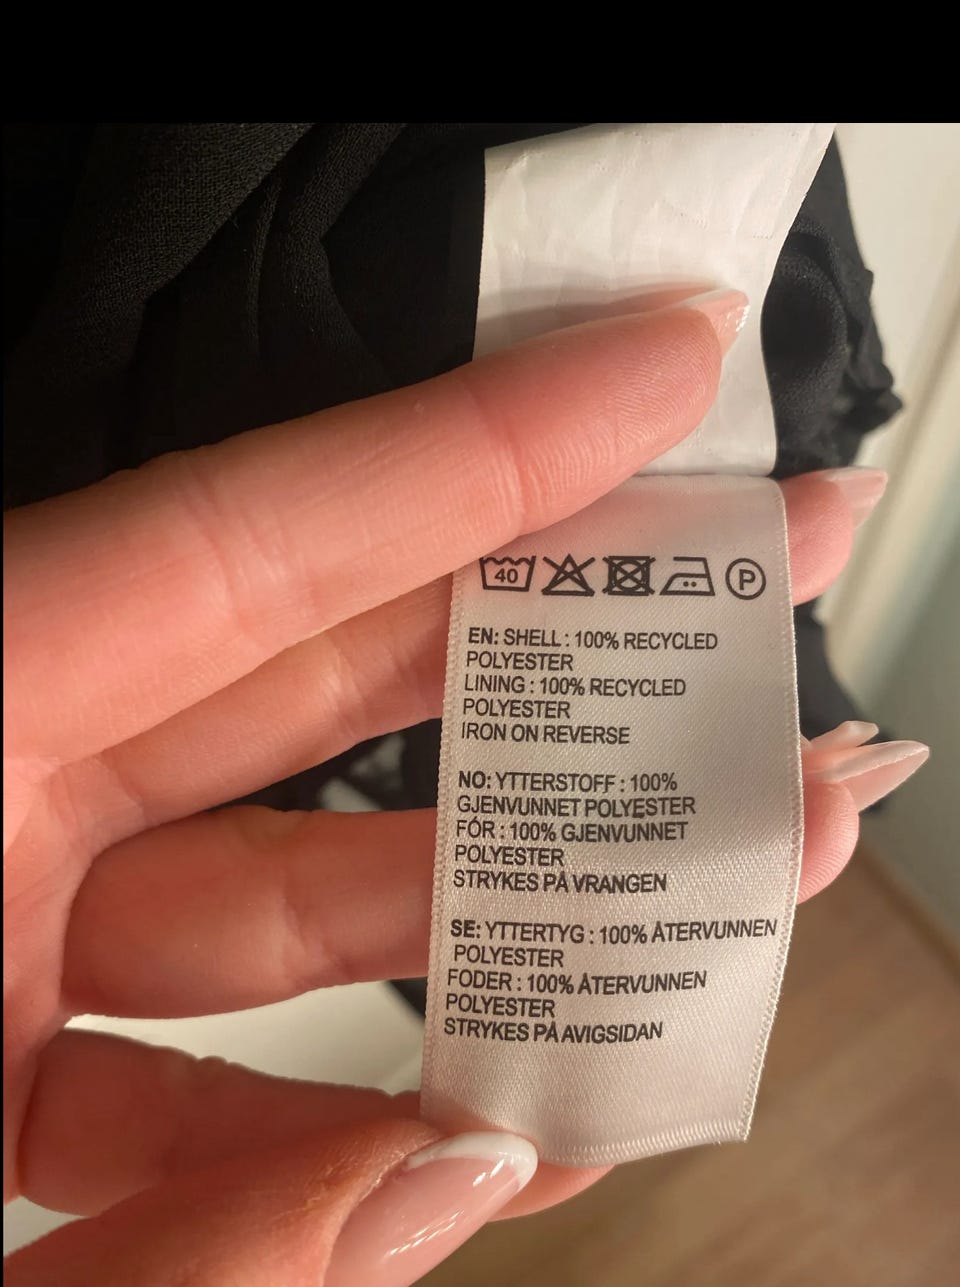 40
P
EN: SHELL : 100% RECYCLED
POLYESTER
LINING : 100% RECYCLED
POLYESTER
IRON ON REVERSE
NO: YTTERSTOFF : 100%
GJENVUNNET POLYESTER
FÓR : 100% GJENVUNNET
POLYESTER
STRYKES PÅ VRANGEN
SE: YTTERTYG : 100% ÅTERVUNNEN
POLYESTER
FODER : 100% ÅTERVUNNEN
POLYESTER
STRYKES PÅ AVIGSIDAN